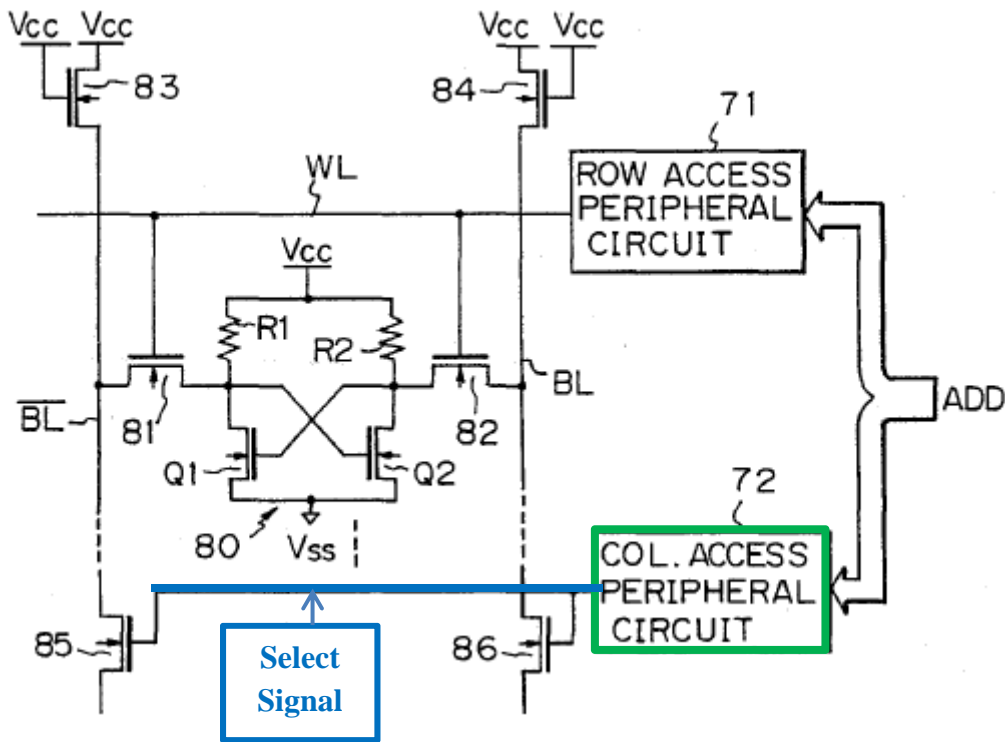 Vcc Vcc
Vcc Vcc
83
84
71
WL
ROW ACCESS
PERIPHERAL
CIRCUIT
Vcc
R1
R2
BL
ADD
BL
81
82
Q1
Q2
72
80
Vss
COL. ACCESS
PERIPHERAL
CIRCUIT
85
86
Select
Signal